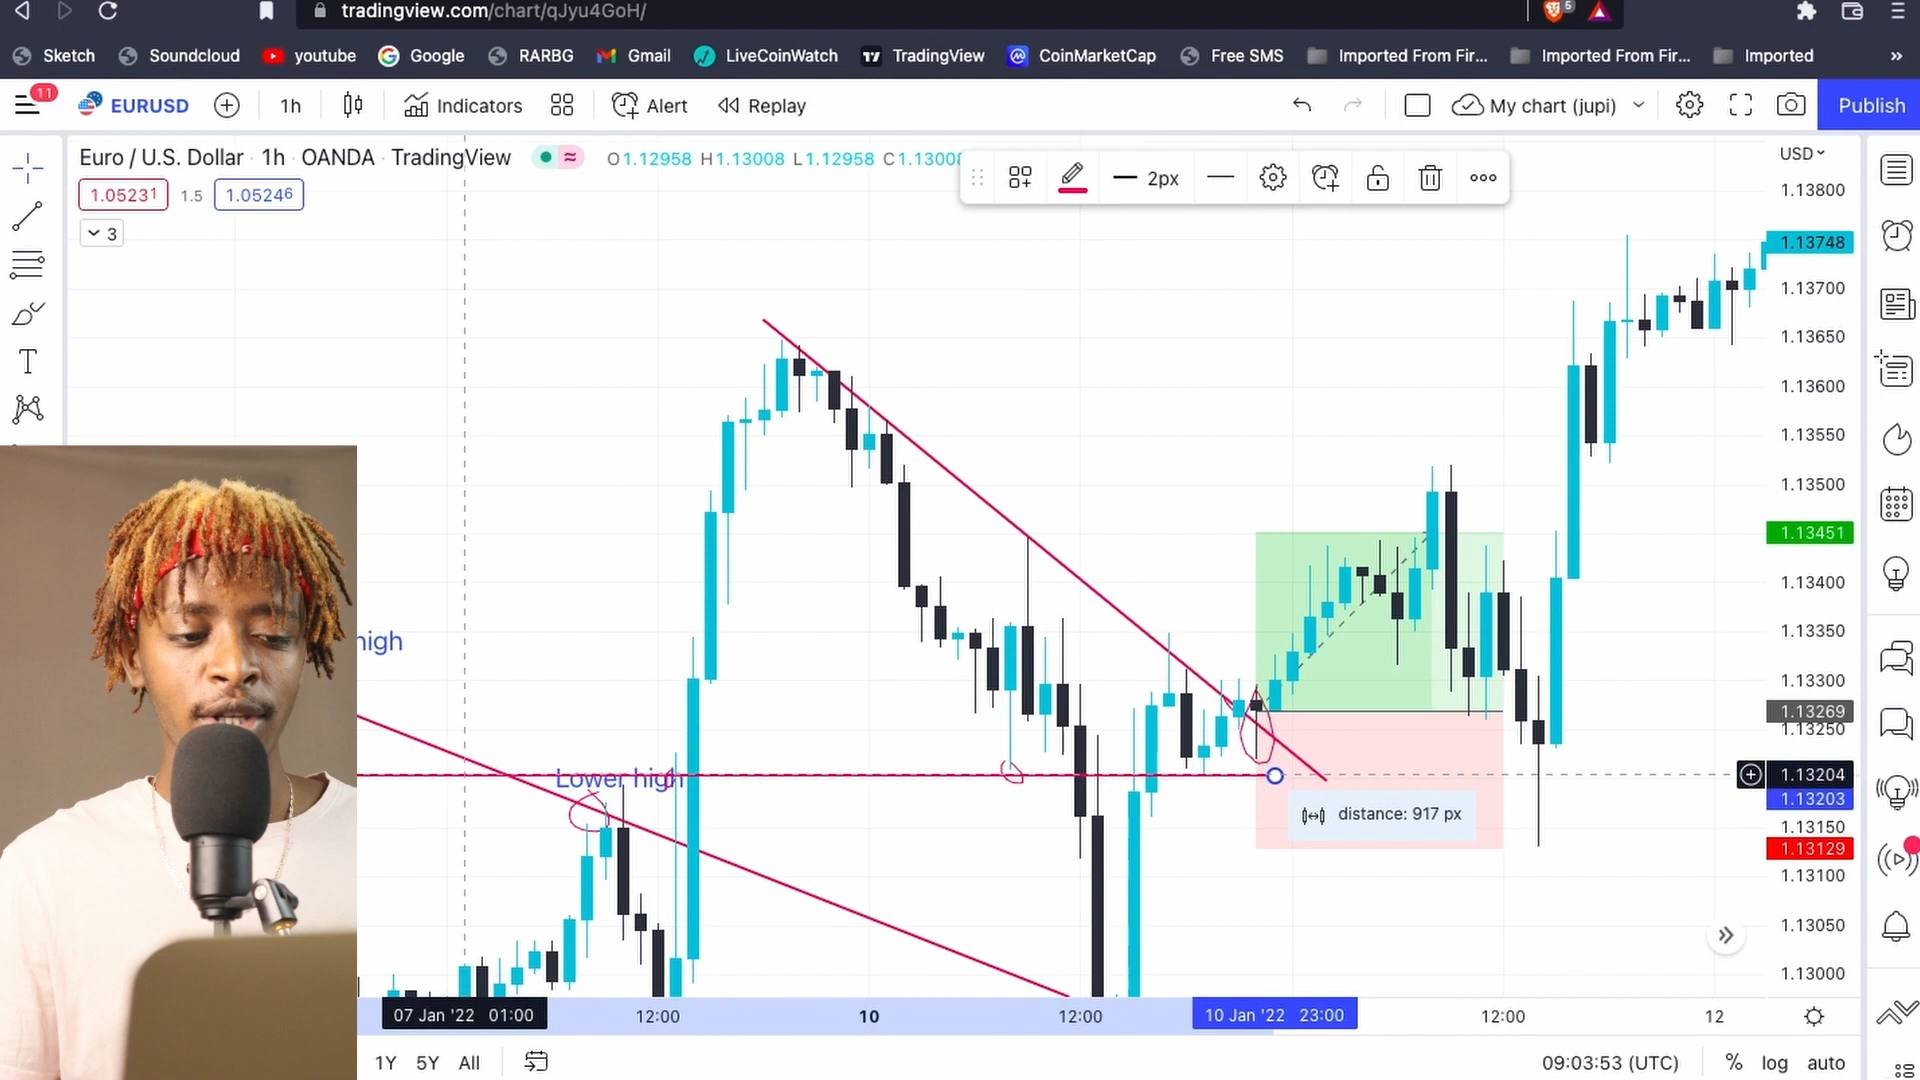 tradingview.com/chart/qJyu4GoH/
5
Sketch Soundcloud youtube Google RARBG Gmail LiveCoinWatch TradingView CoinMarketCap Free SMS Imported From Fir... Imported From Fir... Imported »
11 EURUSD 1h Indicators Alert Replay My chart (jupi) Publish
Euro / U.S. Dollar · 1h · OANDA · TradingView O1.12958 H1.13008 L1.12958 C1.1300
2px
USD
1.05231 1.5 1.05246
3
1.13800
1.13748
1.13700
1.13650
1.13600
1.13550
1.13500
1.13451
1.13400
1.13350
high
1.13300
1.13269
1.13250
Lower high
1.13204
1.13203
distance: 917 px
1.13150
1.13129
1.13100
1.13050
1.13000
07 Jan '22 01:00 12:00 10 12:00 10 Jan '22 23:00 12:00 12
1Y 5Y All 09:03:53 (UTC) % log auto